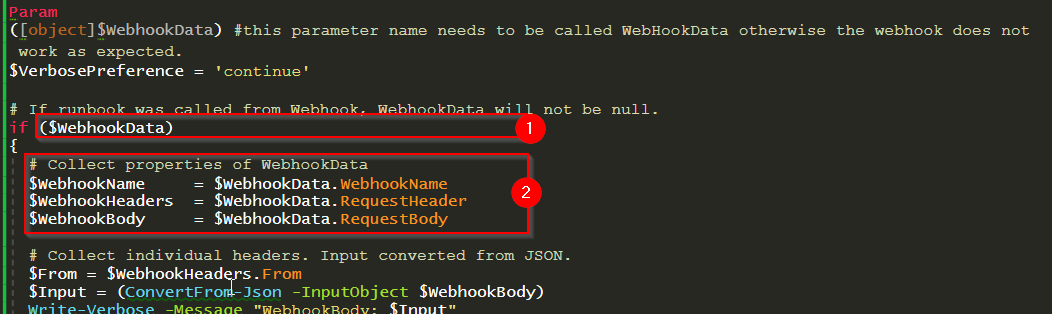 Param
([object]$WebhookData) #this parameter name needs to be called WebHookData otherwise the webhook does not
work as expected.
$VerbosePreference = 'continue'
# If runbook was called from Webhook, WebhookData will not be null.
if ($WebhookData)
1
{
# Collect properties of WebhookData
$WebhookName = $WebhookData.WebhookName
$WebhookHeaders = $WebhookData.RequestHeader
2
$WebhookBody = $WebhookData.RequestBody
# Collect individual headers. Input converted from JSON.
$From = $WebhookHeaders.From
$Input = (ConvertFrom-Json -InputObject $WebhookBody)
Write-Verbose -Message "WebhookBody: $Input"